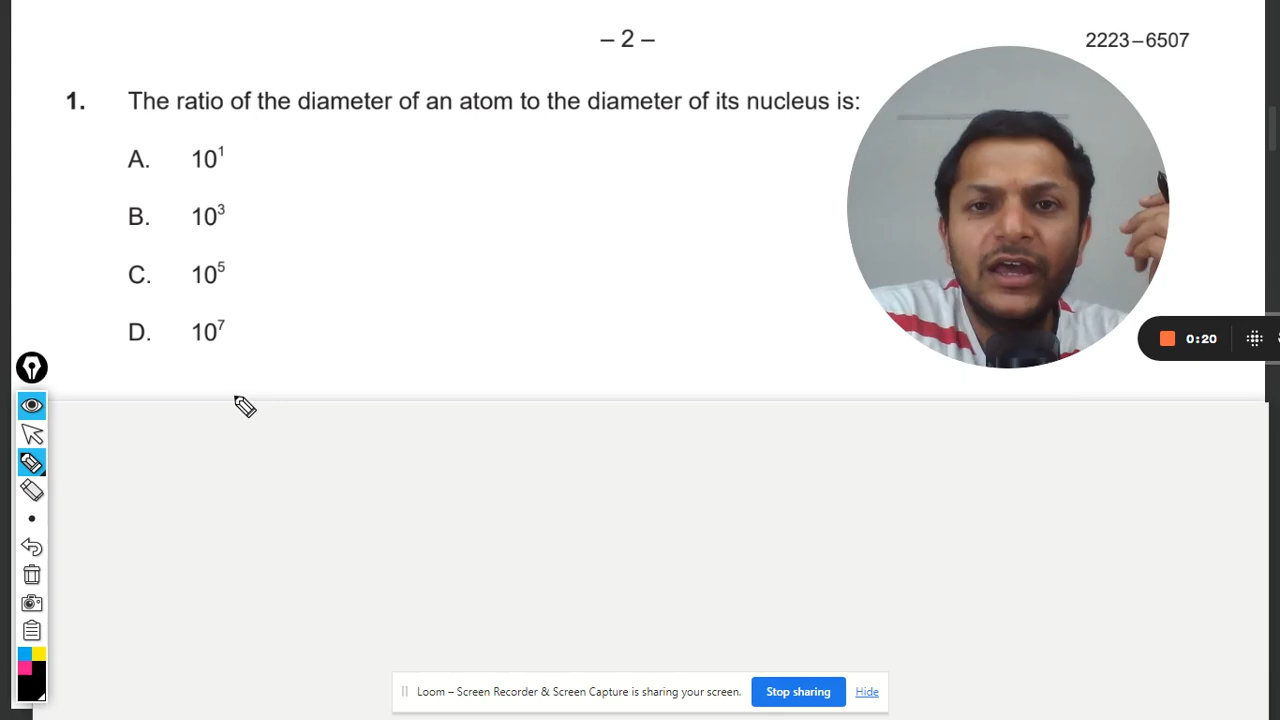 – 2 –
2223–6507
1. The ratio of the diameter of an atom to the diameter of its nucleus is:
A. 10¹
B. 10³
C. 10⁵
D. 10⁷
0:20
Loom – Screen Recorder & Screen Capture is sharing your screen. Stop sharing Hide